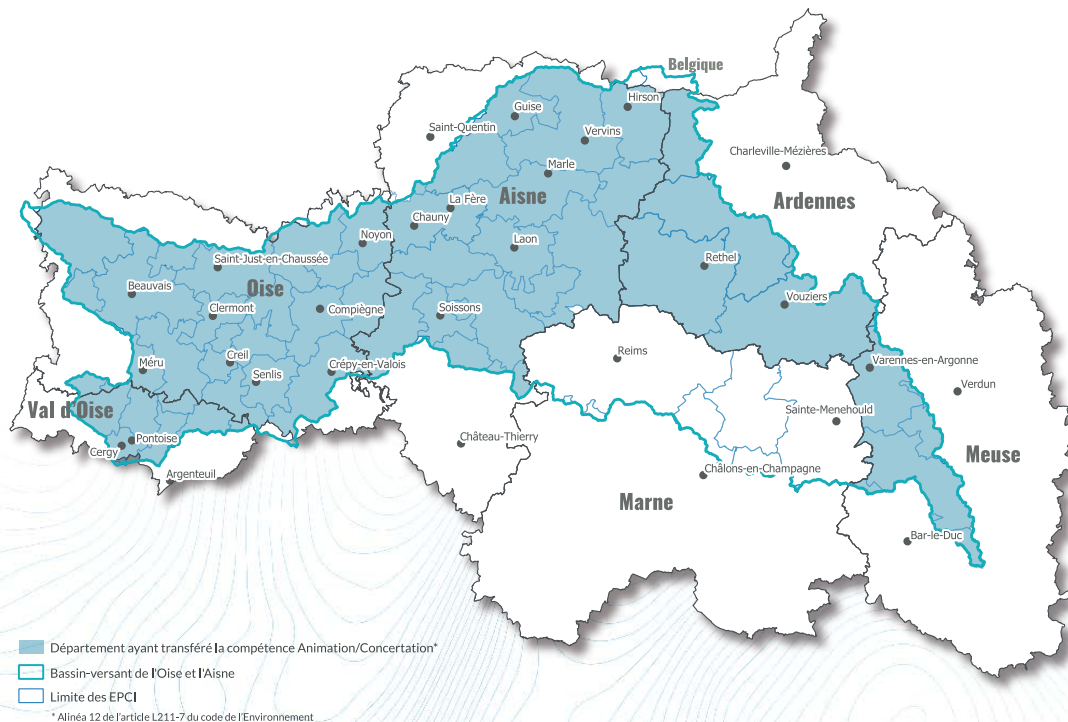 Belgique
Hirson
Guise
Saint-Quentin
Vervins
Charleville-Mézières
Marle
Aisne
Ardennes
La Fère
Chauny
Noyon
Laon
Saint-Just-en-Chaussée
Rethel
Oise
Beauvais
Vouziers
Clermont
Compiègne
Soissons
Reims
Creil
Méru
Crépy-en-Valois
Varennes-en-Argonne
Senlis
Verdun
Val d'Oise
Sainte-Menehould
Pontoise
Château-Thierry
Cergy
Meuse
Argenteuil
Châlons-en-Champagne
Marne
Bar-le-Duc
Département ayant transféré la compétence Animation/Concertation*
Bassin-versant de l'Oise et l'Aisne
Limite des EPCI
* Alinéa 12 de l'article L211-7 du code de l'Environnement